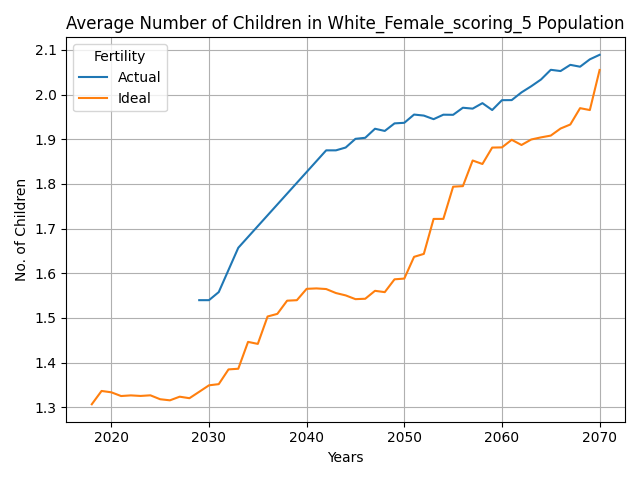 Average Number of Children in White_Female_scoring_5 Population
Fertility
Actual
Ideal
No. of Children
2.1
2.0
1.9
1.8
1.7
1.6
1.5
1.4
1.3
2020 2030 2040 2050 2060 2070
Years